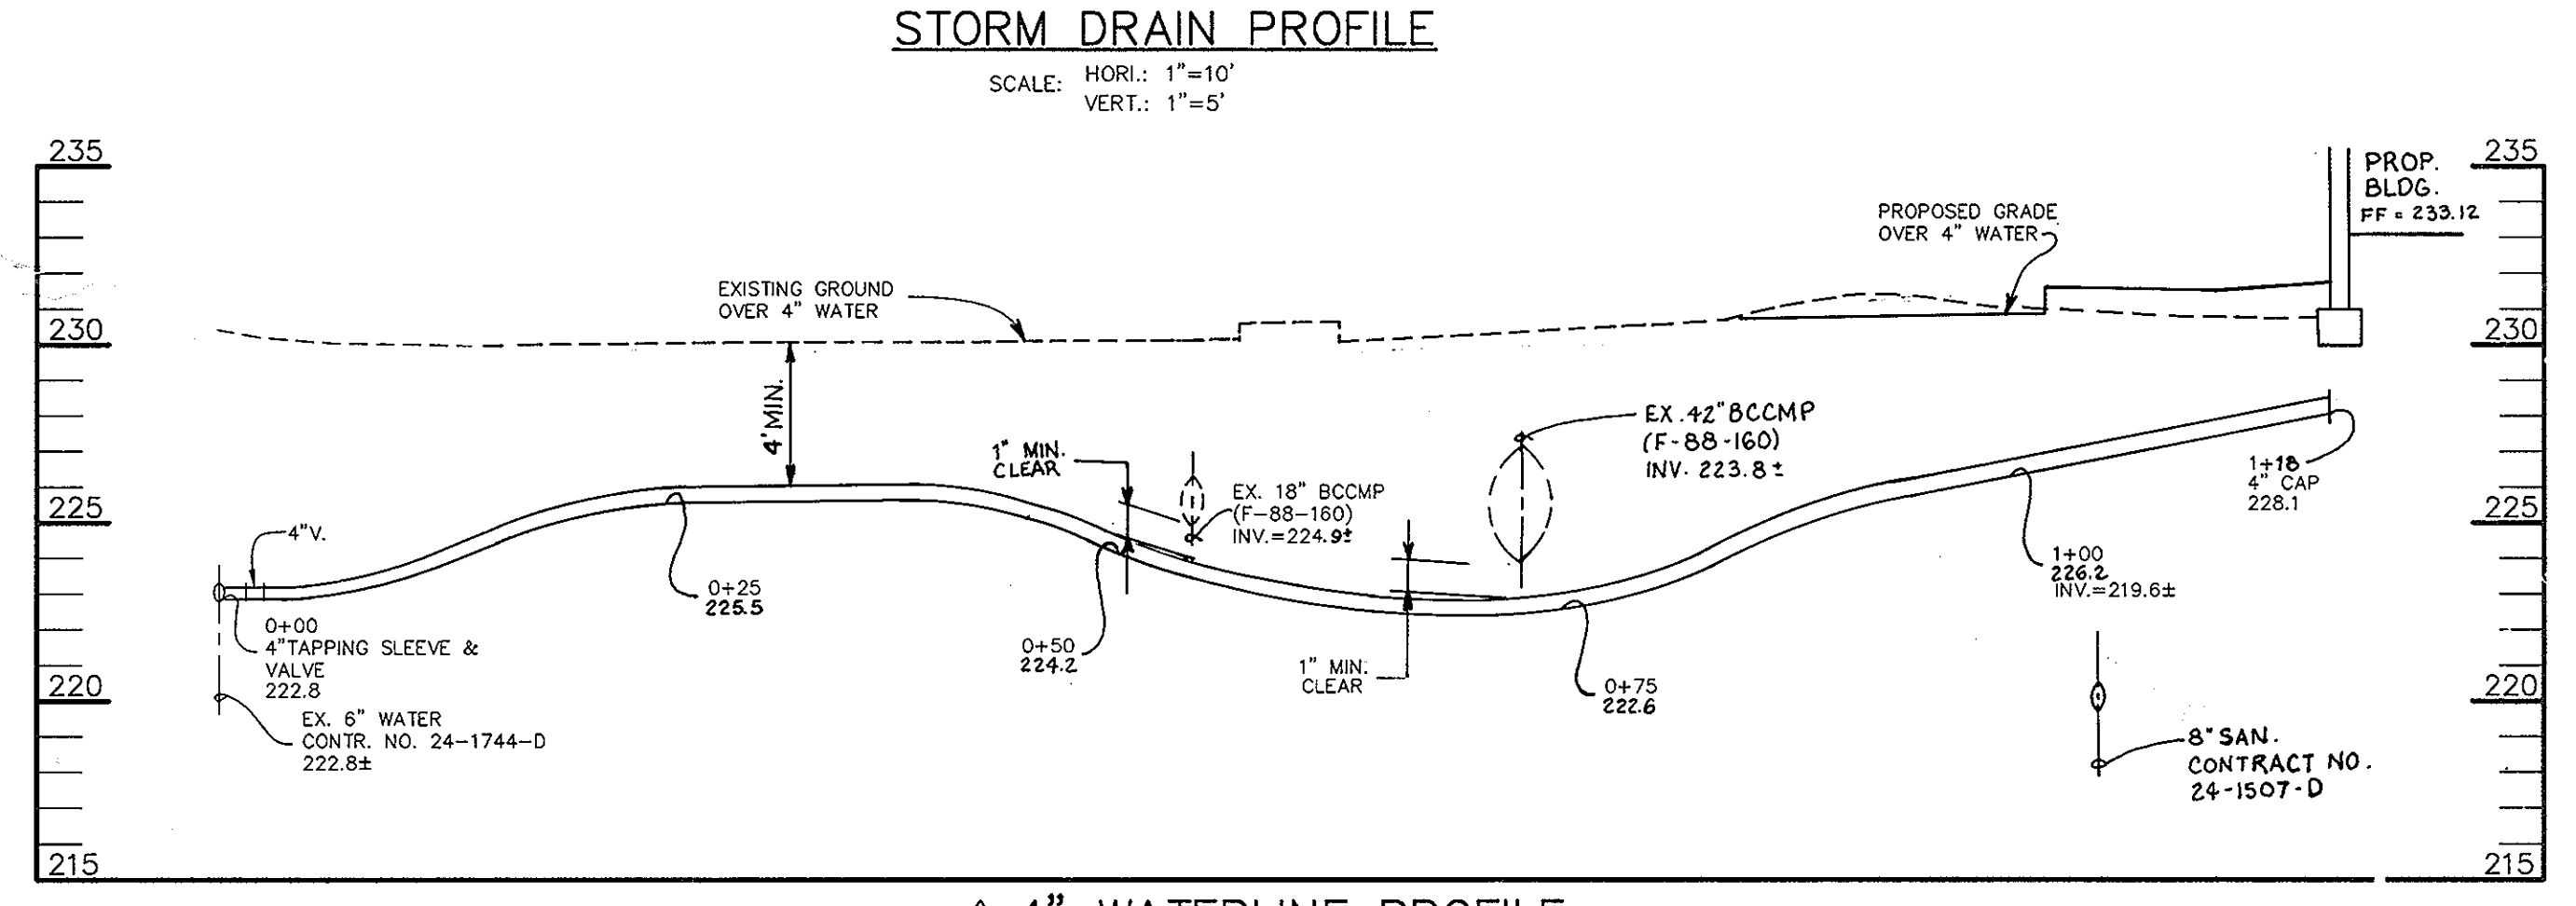 STORM DRAIN PROFILE
SCALE: HORI.: 1"=10'
VERT.: 1"=5'
235
235
PROP.
BLDG.
FF = 233.12
PROPOSED GRADE
OVER 4" WATER
EXISTING GROUND
OVER 4" WATER
230
230
4' MIN.
1" MIN.
CLEAR
EX. 42" BCCMP
(F-88-160)
INV. 223.8±
EX. 18" BCCMP
(F-88-160)
INV.=224.9±
1+18
4" CAP
228.1
225
225
4"V.
0+25
225.5
0+00
4"TAPPING SLEEVE &
VALVE
222.8
0+50
224.2
1" MIN.
CLEAR
0+75
222.6
1+00
226.2
INV.=219.6±
220
220
EX. 6" WATER
CONTR. NO. 24-1744-D
222.8±
8" SAN.
CONTRACT NO.
24-1507-D
215
215
4" WATERLINE PROFILE